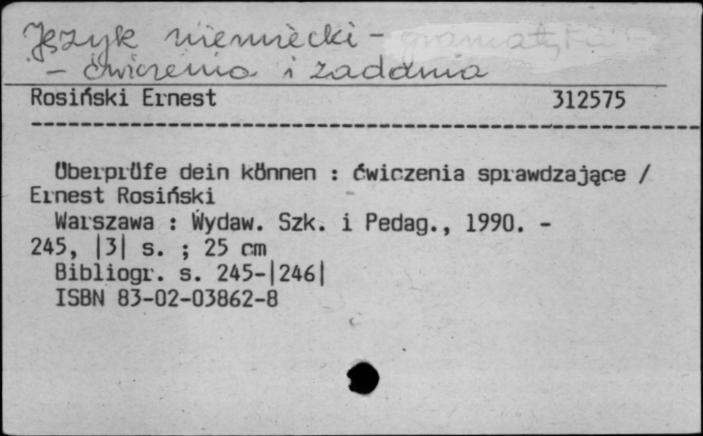 Język niemiecki - gramatyka -
- ćwiczenia i zadania
Rosiński Ernest 312575
Überprüfe dein können : ćwiczenia sprawdzające /
Ernest Rosiński
Warszawa : Wydaw. Szk. i Pedag., 1990. -
245, |3| s. ; 25 cm
Bibliogr. s. 245-|246|
ISBN 83-02-03862-8